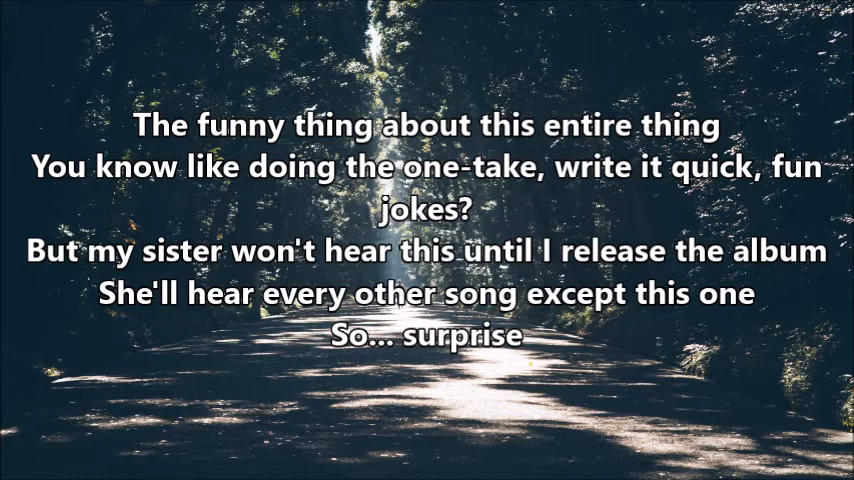 The funny thing about this entire thing
You know like doing the one-take, write it quick, fun
jokes?
But my sister won't hear this until I release the album
She'll hear every other song except this one
So... surprise